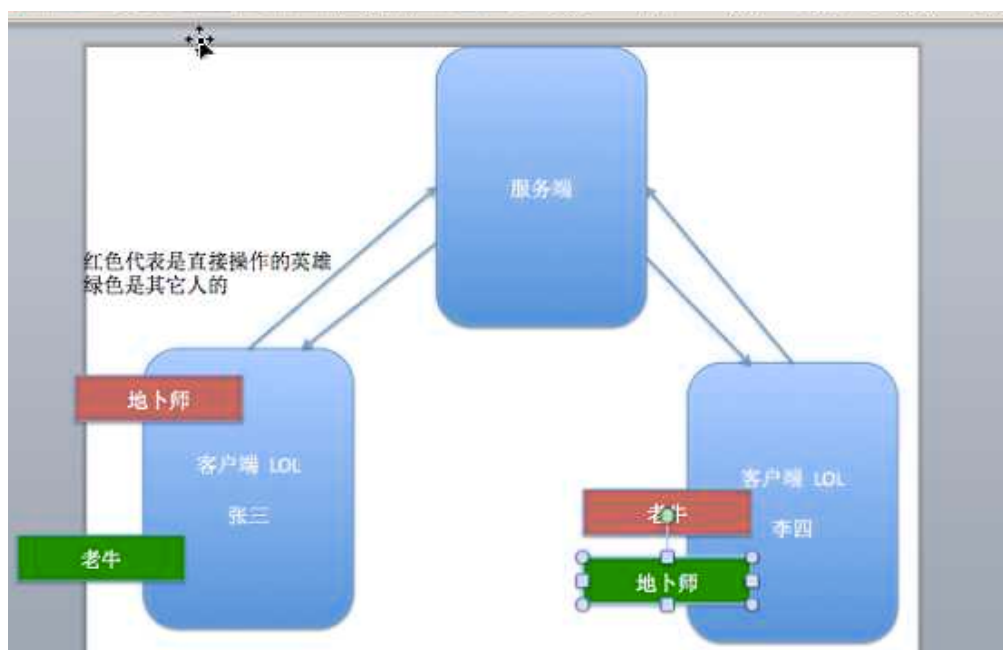 服务端
红色代表是直接操作的英雄
绿色是其它人的
地卜师
客户端 LOL
张三
老牛
客户端 LOL
老牛
李四
地卜师